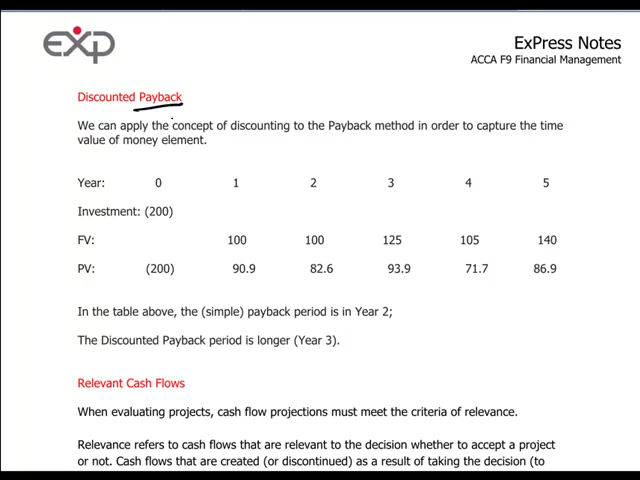 exp
ExPress Notes
ACCA F9 Financial Management
Discounted Payback
We can apply the concept of discounting to the Payback method in order to capture the time
value of money element.
Year: 0 1 2 3 4 5
Investment: (200)
FV: 100 100 125 105 140
PV: (200) 90.9 82.6 93.9 71.7 86.9
In the table above, the (simple) payback period is in Year 2;
The Discounted Payback period is longer (Year 3).
Relevant Cash Flows
When evaluating projects, cash flow projections must meet the criteria of relevance.
Relevance refers to cash flows that are relevant to the decision whether to accept a project
or not. Cash flows that are created (or discontinued) as a result of taking the decision (to